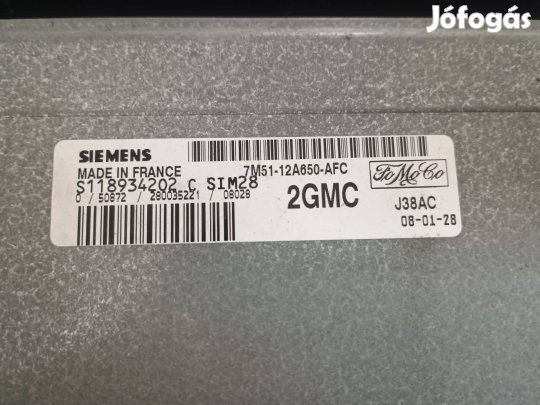 Jófogás
SIEMENS
MADE IN FRANCE
7M51-12A650-AFC
FoMoCo
S118934202 C SIM28
0 / 50872 / 280035221 / 08028
2GMC
J38AC
08-01-28